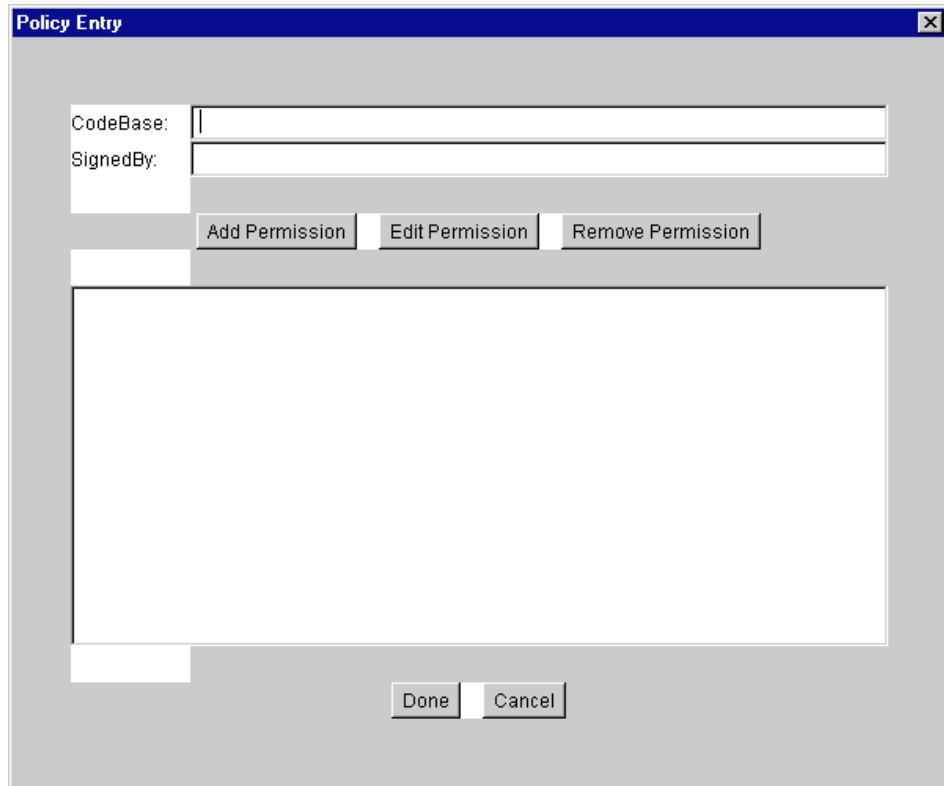 Policy Entry
CodeBase:
SignedBy:
Add Permission Edit Permission Remove Permission
Done Cancel